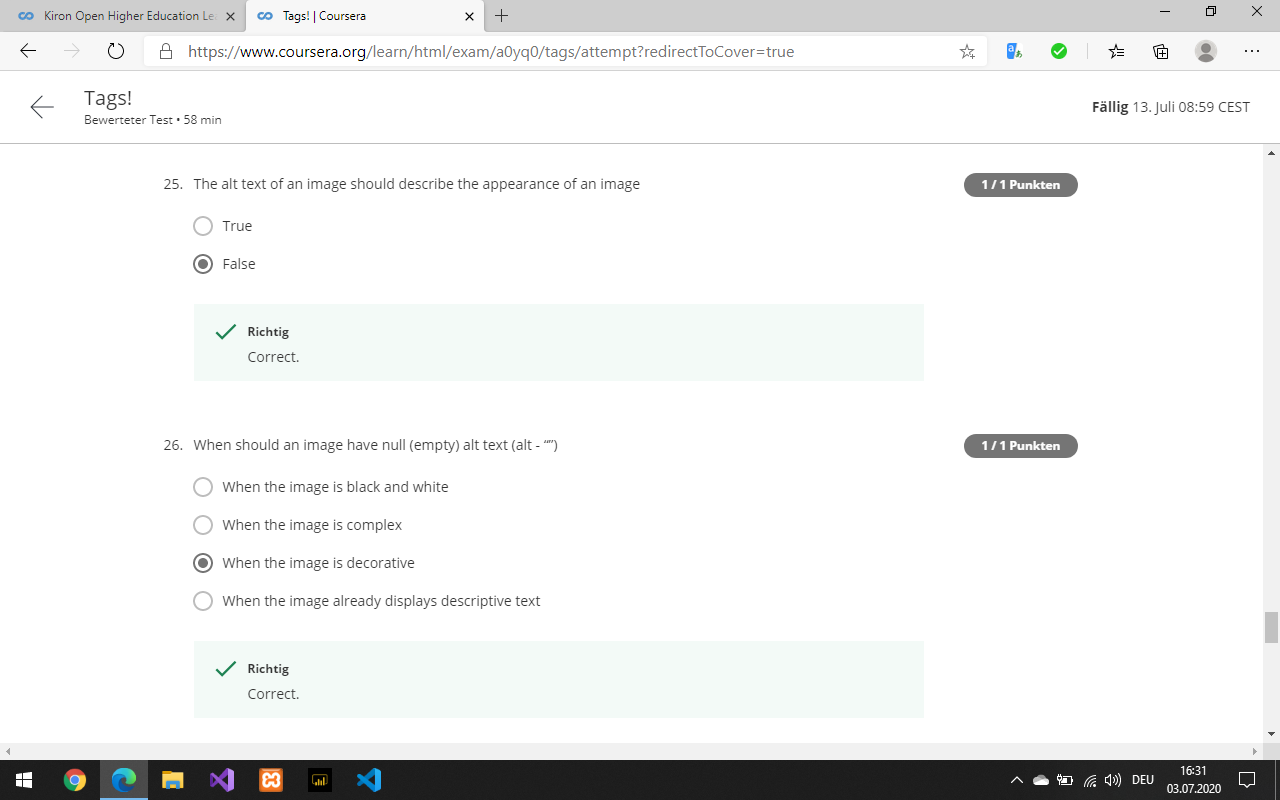 Kiron Open Higher Education Le
Tags! | Coursera
https://www.coursera.org/learn/html/exam/a0yq0/tags/attempt?redirectToCover=true
Tags!
Bewerteter Test • 58 min
Fällig 13. Juli 08:59 CEST
25. The alt text of an image should describe the appearance of an image
1 / 1 Punkten
True
False
Richtig
Correct.
26. When should an image have null (empty) alt text (alt - “”)
1 / 1 Punkten
When the image is black and white
When the image is complex
When the image is decorative
When the image already displays descriptive text
Richtig
Correct.
DEU
16:31
03.07.2020